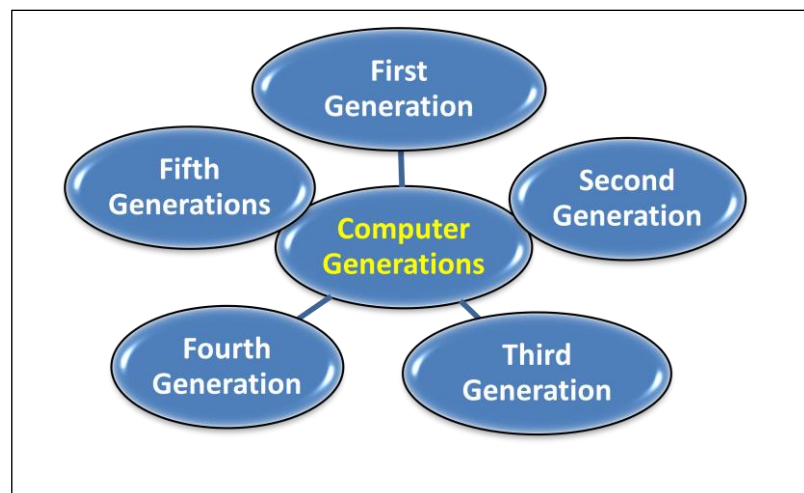 First
Generation
Second
Generation
Third
Generation
Fourth
Generation
Fifth
Generations
Computer
Generations